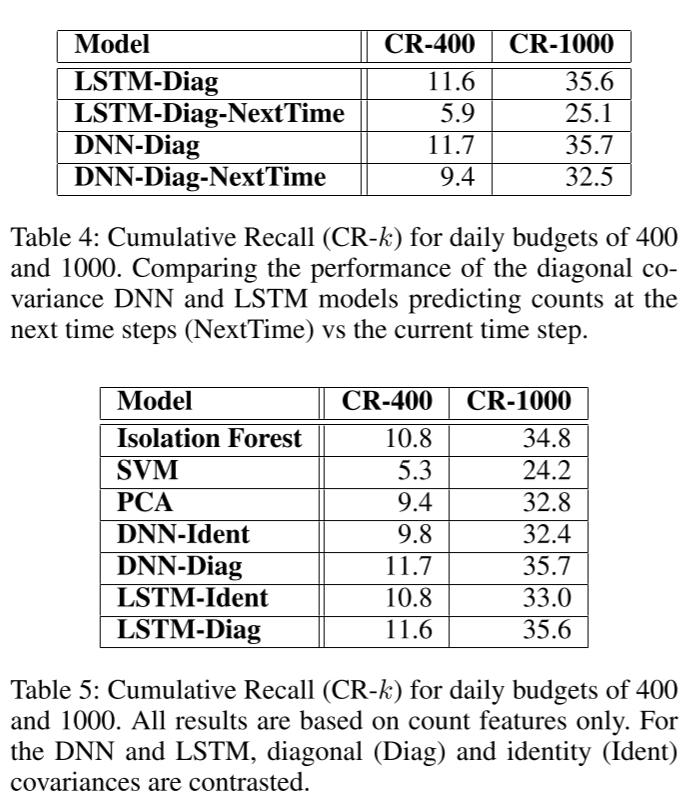 Model CR-400 CR-1000
LSTM-Diag 11.6 35.6
LSTM-Diag-NextTime 5.9 25.1
DNN-Diag 11.7 35.7
DNN-Diag-NextTime 9.4 32.5
Table 4: Cumulative Recall (CR-k) for daily budgets of 400
and 1000. Comparing the performance of the diagonal co-
variance DNN and LSTM models predicting counts at the
next time steps (NextTime) vs the current time step.
Model CR-400 CR-1000
Isolation Forest 10.8 34.8
SVM 5.3 24.2
PCA 9.4 32.8
DNN-Ident 9.8 32.4
DNN-Diag 11.7 35.7
LSTM-Ident 10.8 33.0
LSTM-Diag 11.6 35.6
Table 5: Cumulative Recall (CR-k) for daily budgets of 400
and 1000. All results are based on count features only. For
the DNN and LSTM, diagonal (Diag) and identity (Ident)
covariances are contrasted.